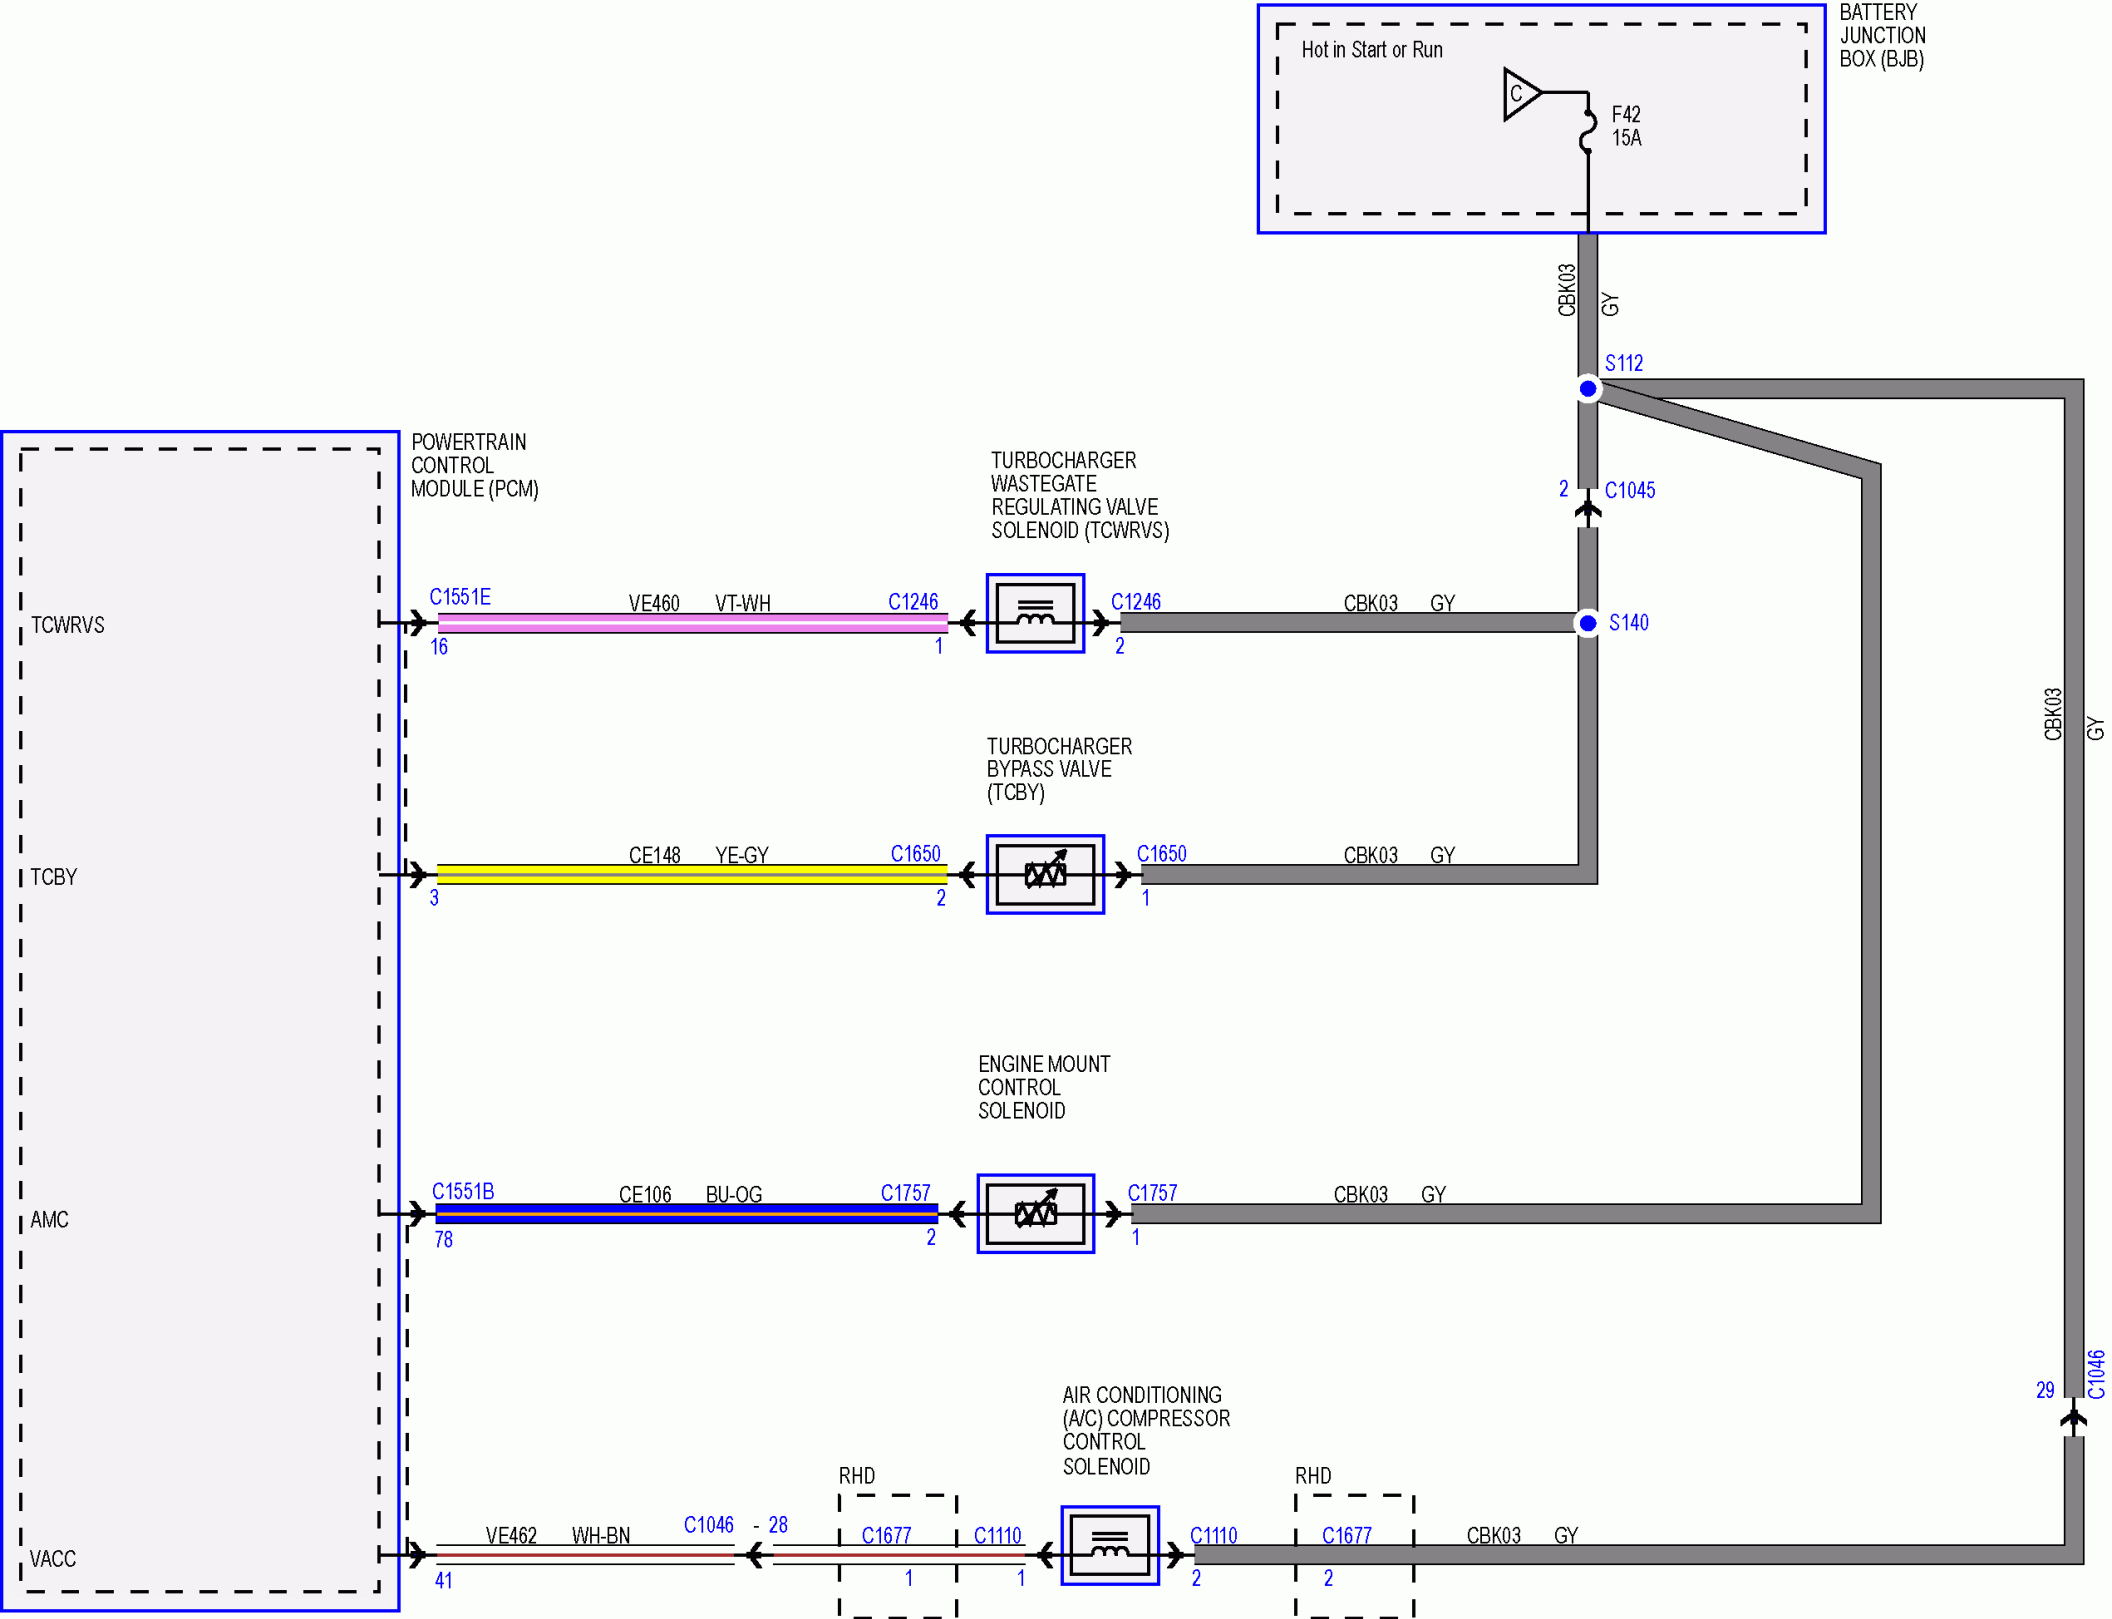 BATTERY
JUNCTION
BOX (BJB)
Hot in Start or Run
C
F42
15A
CBK03
GY
S112
POWERTRAIN
CONTROL
MODULE (PCM)
TURBOCHARGER
WASTEGATE
REGULATING VALVE
SOLENOID (TCWRVS)
2 C1045
TCWRVS
C1551E VE460 VT-WH C1246 C1246 CBK03 GY
S140
16 1 2
CBK03
GY
TURBOCHARGER
BYPASS VALVE
(TCBY)
TCBY
CE148 YE-GY C1650 C1650 CBK03 GY
3 2 1
ENGINE MOUNT
CONTROL
SOLENOID
AMC
C1551B CE106 BU-OG C1757 C1757 CBK03 GY
78 2 1
29 C1046
AIR CONDITIONING
(A/C) COMPRESSOR
CONTROL
SOLENOID
RHD RHD
VACC
VE462 WH-BN C1046 - 28 C1677 C1110 C1110 C1677 CBK03 GY
41 1 1 2 2